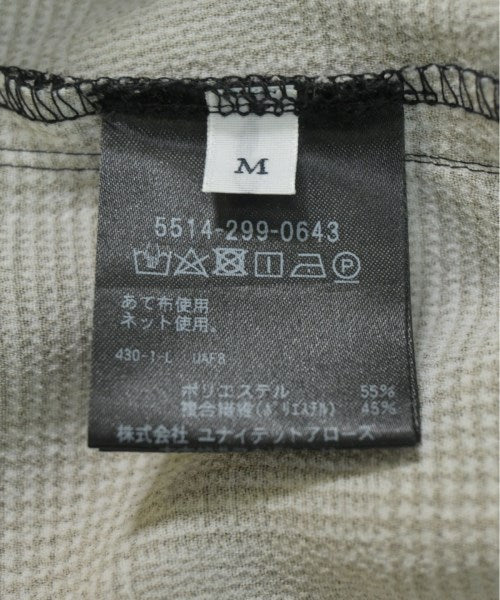 M
5514-299-0643
P
あて布使用
ネット使用。
430-1-L UAFB
ポリエステル 55%
複合繊維(ポリエステル) 45%
株式会社 ユナイテッドアローズ